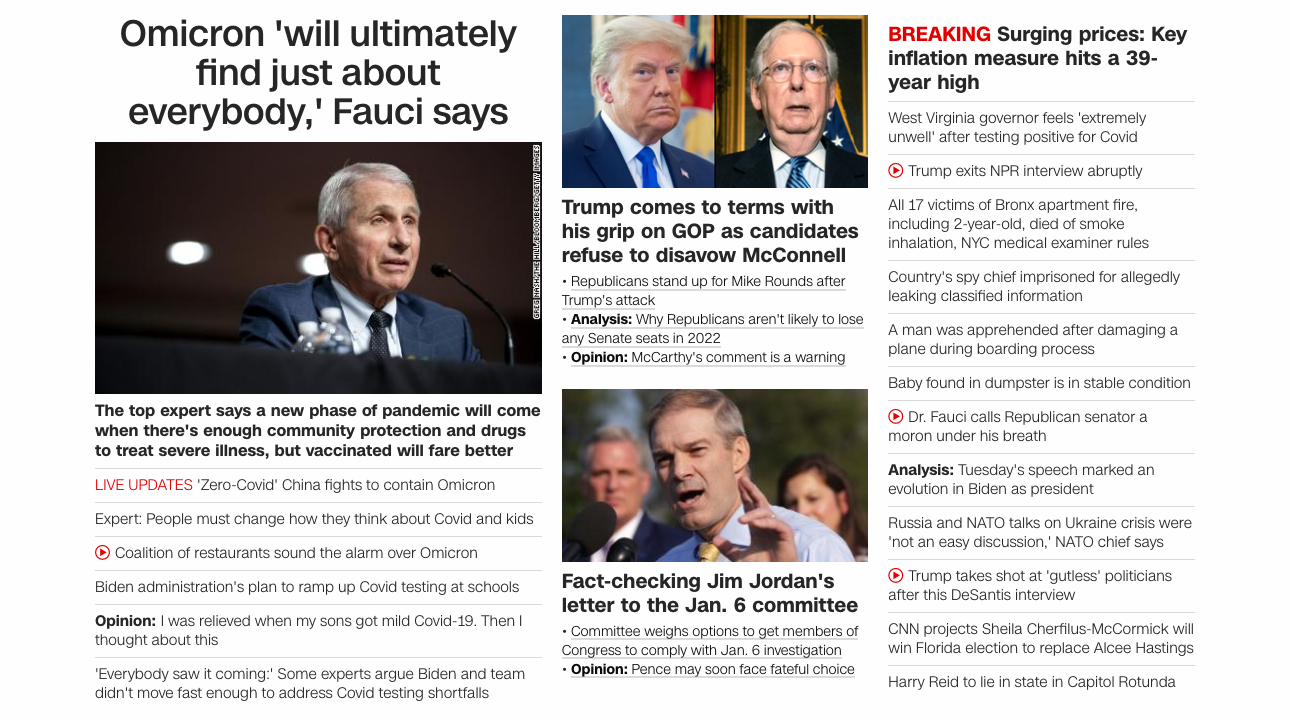 Omicron 'will ultimately
find just about
everybody,' Fauci says
GREG NASH/THE HILL/BLOOMBERG/GETTY IMAGES
The top expert says a new phase of pandemic will come
when there's enough community protection and drugs
to treat severe illness, but vaccinated will fare better
LIVE UPDATES 'Zero-Covid' China fights to contain Omicron
Expert: People must change how they think about Covid and kids
Coalition of restaurants sound the alarm over Omicron
Biden administration's plan to ramp up Covid testing at schools
Opinion: I was relieved when my sons got mild Covid-19. Then I
thought about this
'Everybody saw it coming:' Some experts argue Biden and team
didn't move fast enough to address Covid testing shortfalls
Trump comes to terms with
his grip on GOP as candidates
refuse to disavow McConnell
• Republicans stand up for Mike Rounds after
Trump's attack
• Analysis: Why Republicans aren't likely to lose
any Senate seats in 2022
• Opinion: McCarthy's comment is a warning
Fact-checking Jim Jordan's
letter to the Jan. 6 committee
• Committee weighs options to get members of
Congress to comply with Jan. 6 investigation
• Opinion: Pence may soon face fateful choice
BREAKING Surging prices: Key
inflation measure hits a 39-
year high
West Virginia governor feels 'extremely
unwell' after testing positive for Covid
Trump exits NPR interview abruptly
All 17 victims of Bronx apartment fire,
including 2-year-old, died of smoke
inhalation, NYC medical examiner rules
Country's spy chief imprisoned for allegedly
leaking classified information
A man was apprehended after damaging a
plane during boarding process
Baby found in dumpster is in stable condition
Dr. Fauci calls Republican senator a
moron under his breath
Analysis: Tuesday's speech marked an
evolution in Biden as president
Russia and NATO talks on Ukraine crisis were
'not an easy discussion,' NATO chief says
Trump takes shot at 'gutless' politicians
after this DeSantis interview
CNN projects Sheila Cherfilus-McCormick will
win Florida election to replace Alcee Hastings
Harry Reid to lie in state in Capitol Rotunda